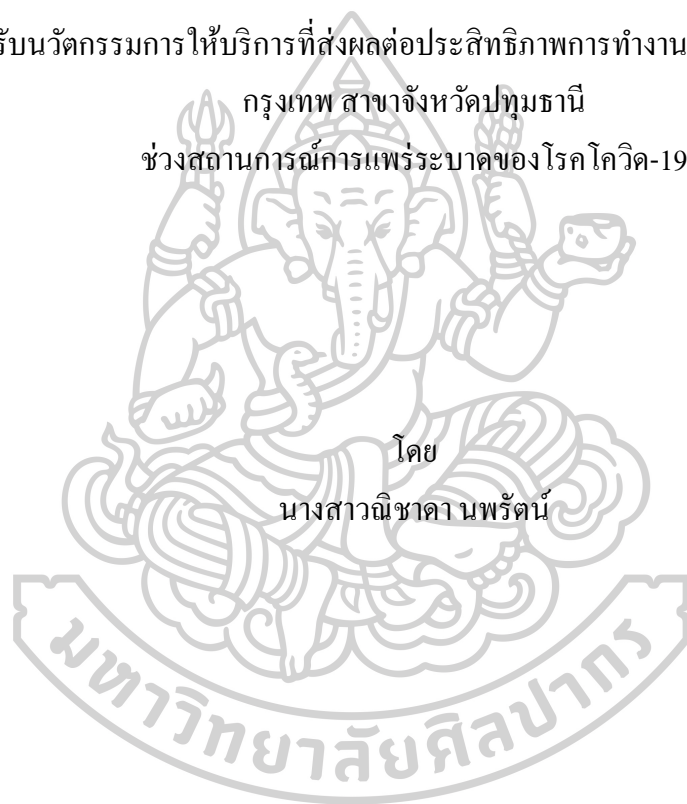 รับนวัตกรรมการให้บริการที่ส่งผลต่อประสิทธิภาพการทำงาน
กรุงเทพ สาขาจังหวัดปทุมธานี
ช่วงสถานการณ์การแพร่ระบาดของโรคโควิด-19
โดย
นางสาวณิชาดา นพรัตน์
มหาวิทยาลัยศิลปากร